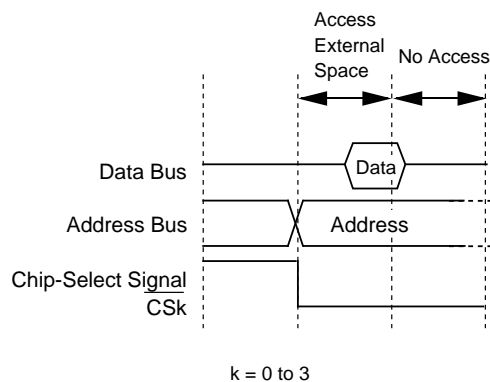 Access
External
Space
No Access
Data Bus
Data
Address Bus
Address
Chip-Select Signal
CSk
k = 0 to 3